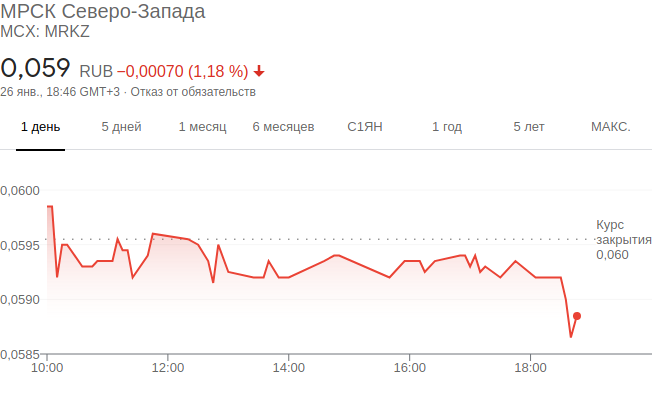 МРСК Северо-Запада
MCX: MRKZ
0,059 RUB −0,00070 (1,18 %)
26 янв., 18:46 GMT+3 · Отказ от обязательств
1 день 5 дней 1 месяц 6 месяцев С1ЯН 1 год 5 лет МАКС.
0,0600
Курс
закрытия
0,060
0,0595
0,0590
0,0585
10:00 12:00 14:00 16:00 18:00